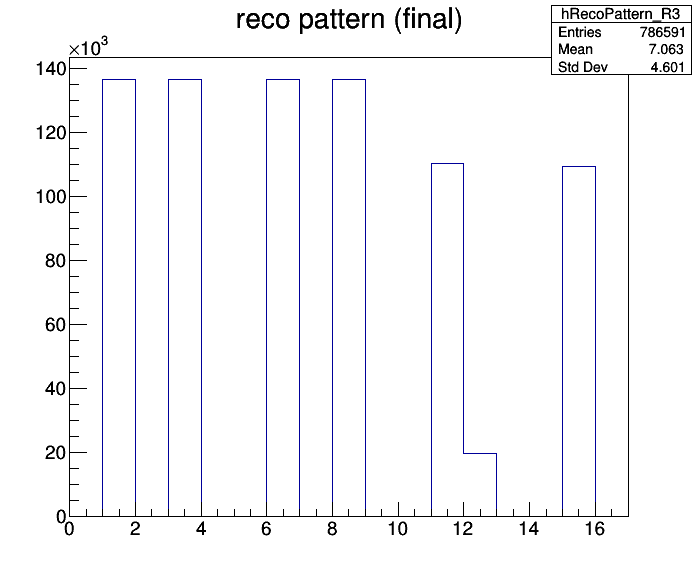 reco pattern (final)
hRecoPattern_R3
Entries 786591
Mean 7.063
Std Dev 4.601
×10³
140
120
100
80
60
40
20
0
0 2 4 6 8 10 12 14 16